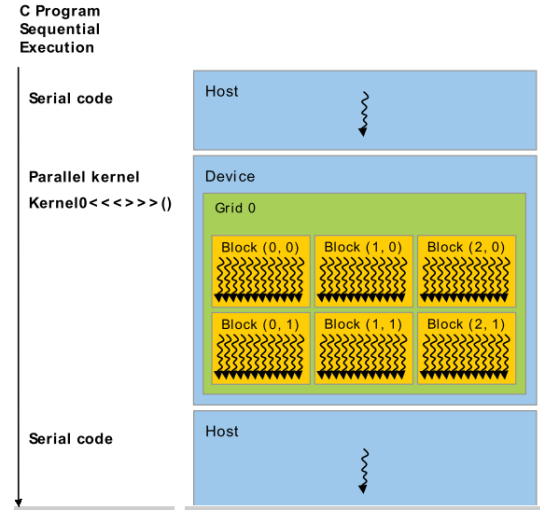 C Program
Sequential
Execution
Serial code
Host
Parallel kernel
Kernel0<<<>>>()
Device
Grid 0
Block (0, 0)
Block (1, 0)
Block (2, 0)
Block (0, 1)
Block (1, 1)
Block (2, 1)
Serial code
Host